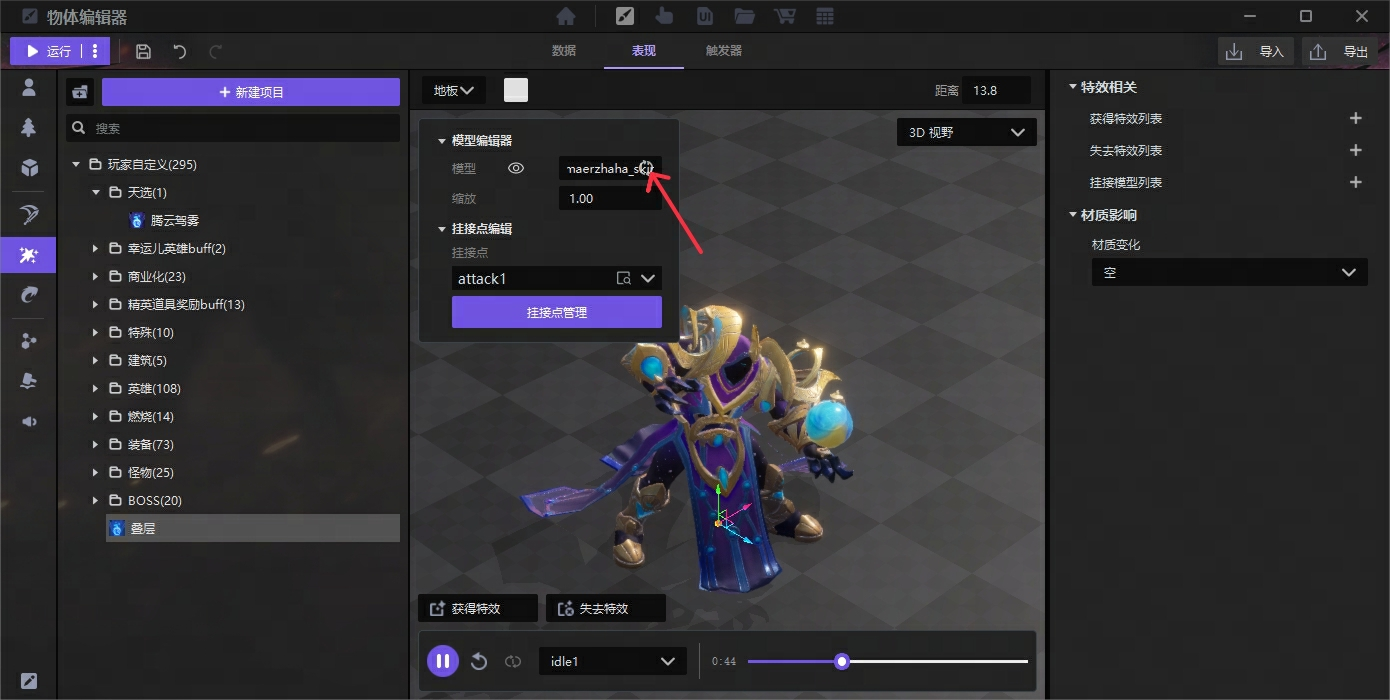 物体编辑器
运行
数据
表现
触发器
导入
导出
新建项目
搜索
玩家自定义(295)
天选(1)
腾云驾雾
幸运儿英雄buff(2)
商业化(23)
精英道具奖励buff(13)
特殊(10)
建筑(5)
英雄(108)
燃烧(14)
装备(73)
怪物(25)
BOSS(20)
叠层
地板
距离
13.8
模型编辑器
模型
maerzhaha_skin
缩放
1.00
挂接点编辑
挂接点
attack1
挂接点管理
3D 视野
获得特效
失去特效
idle1
0:44
特效相关
获得特效列表
失去特效列表
挂接模型列表
材质影响
材质变化
空